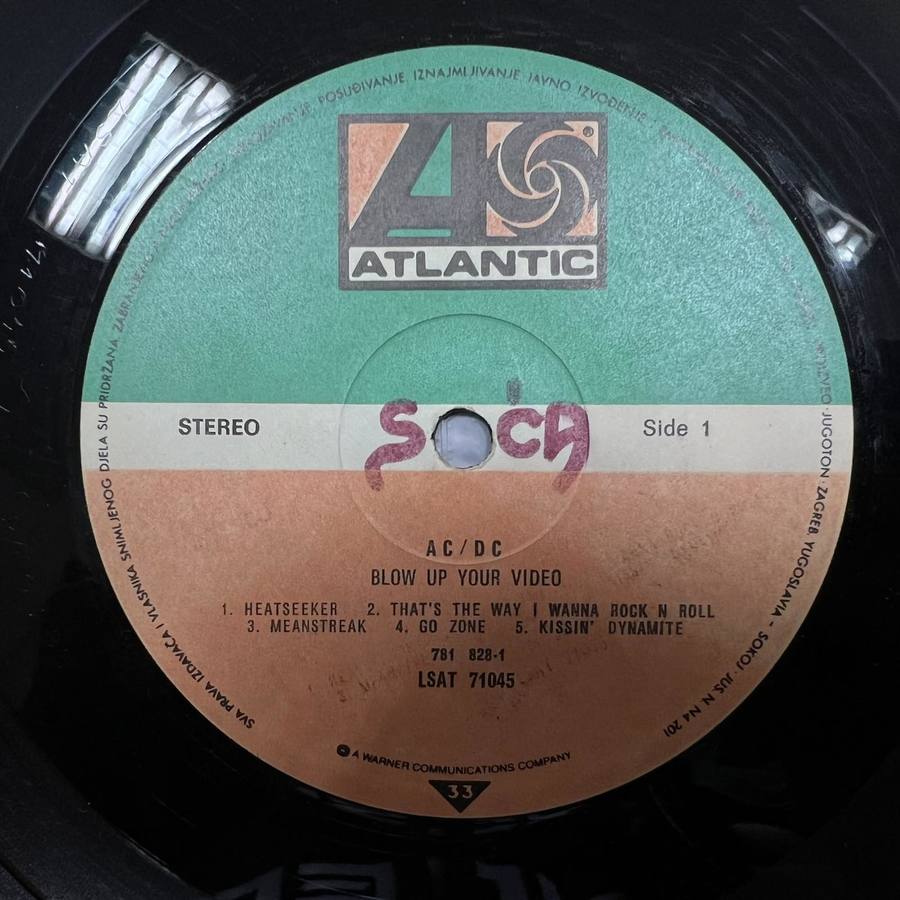 POSUĐIVANJE, IZNAJMLJIVANJE, JAVNO IZVOĐENJE
SVA PRAVA IZDAVAČA I VLASNIKA SNIMLJENOG DJELA SU PRIDRŽANA
JUGOTON · ZAGREB, YUGOSLAVIA - SOKOJ · JUS N. N4 201
®
ATLANTIC
STEREO
Side 1
AC/DC
BLOW UP YOUR VIDEO
1. HEATSEEKER 2. THAT'S THE WAY I WANNA ROCK N ROLL
3. MEANSTREAK 4. GO ZONE 5. KISSIN' DYNAMITE
781 828-1
LSAT 71045
A WARNER COMMUNICATIONS COMPANY
33